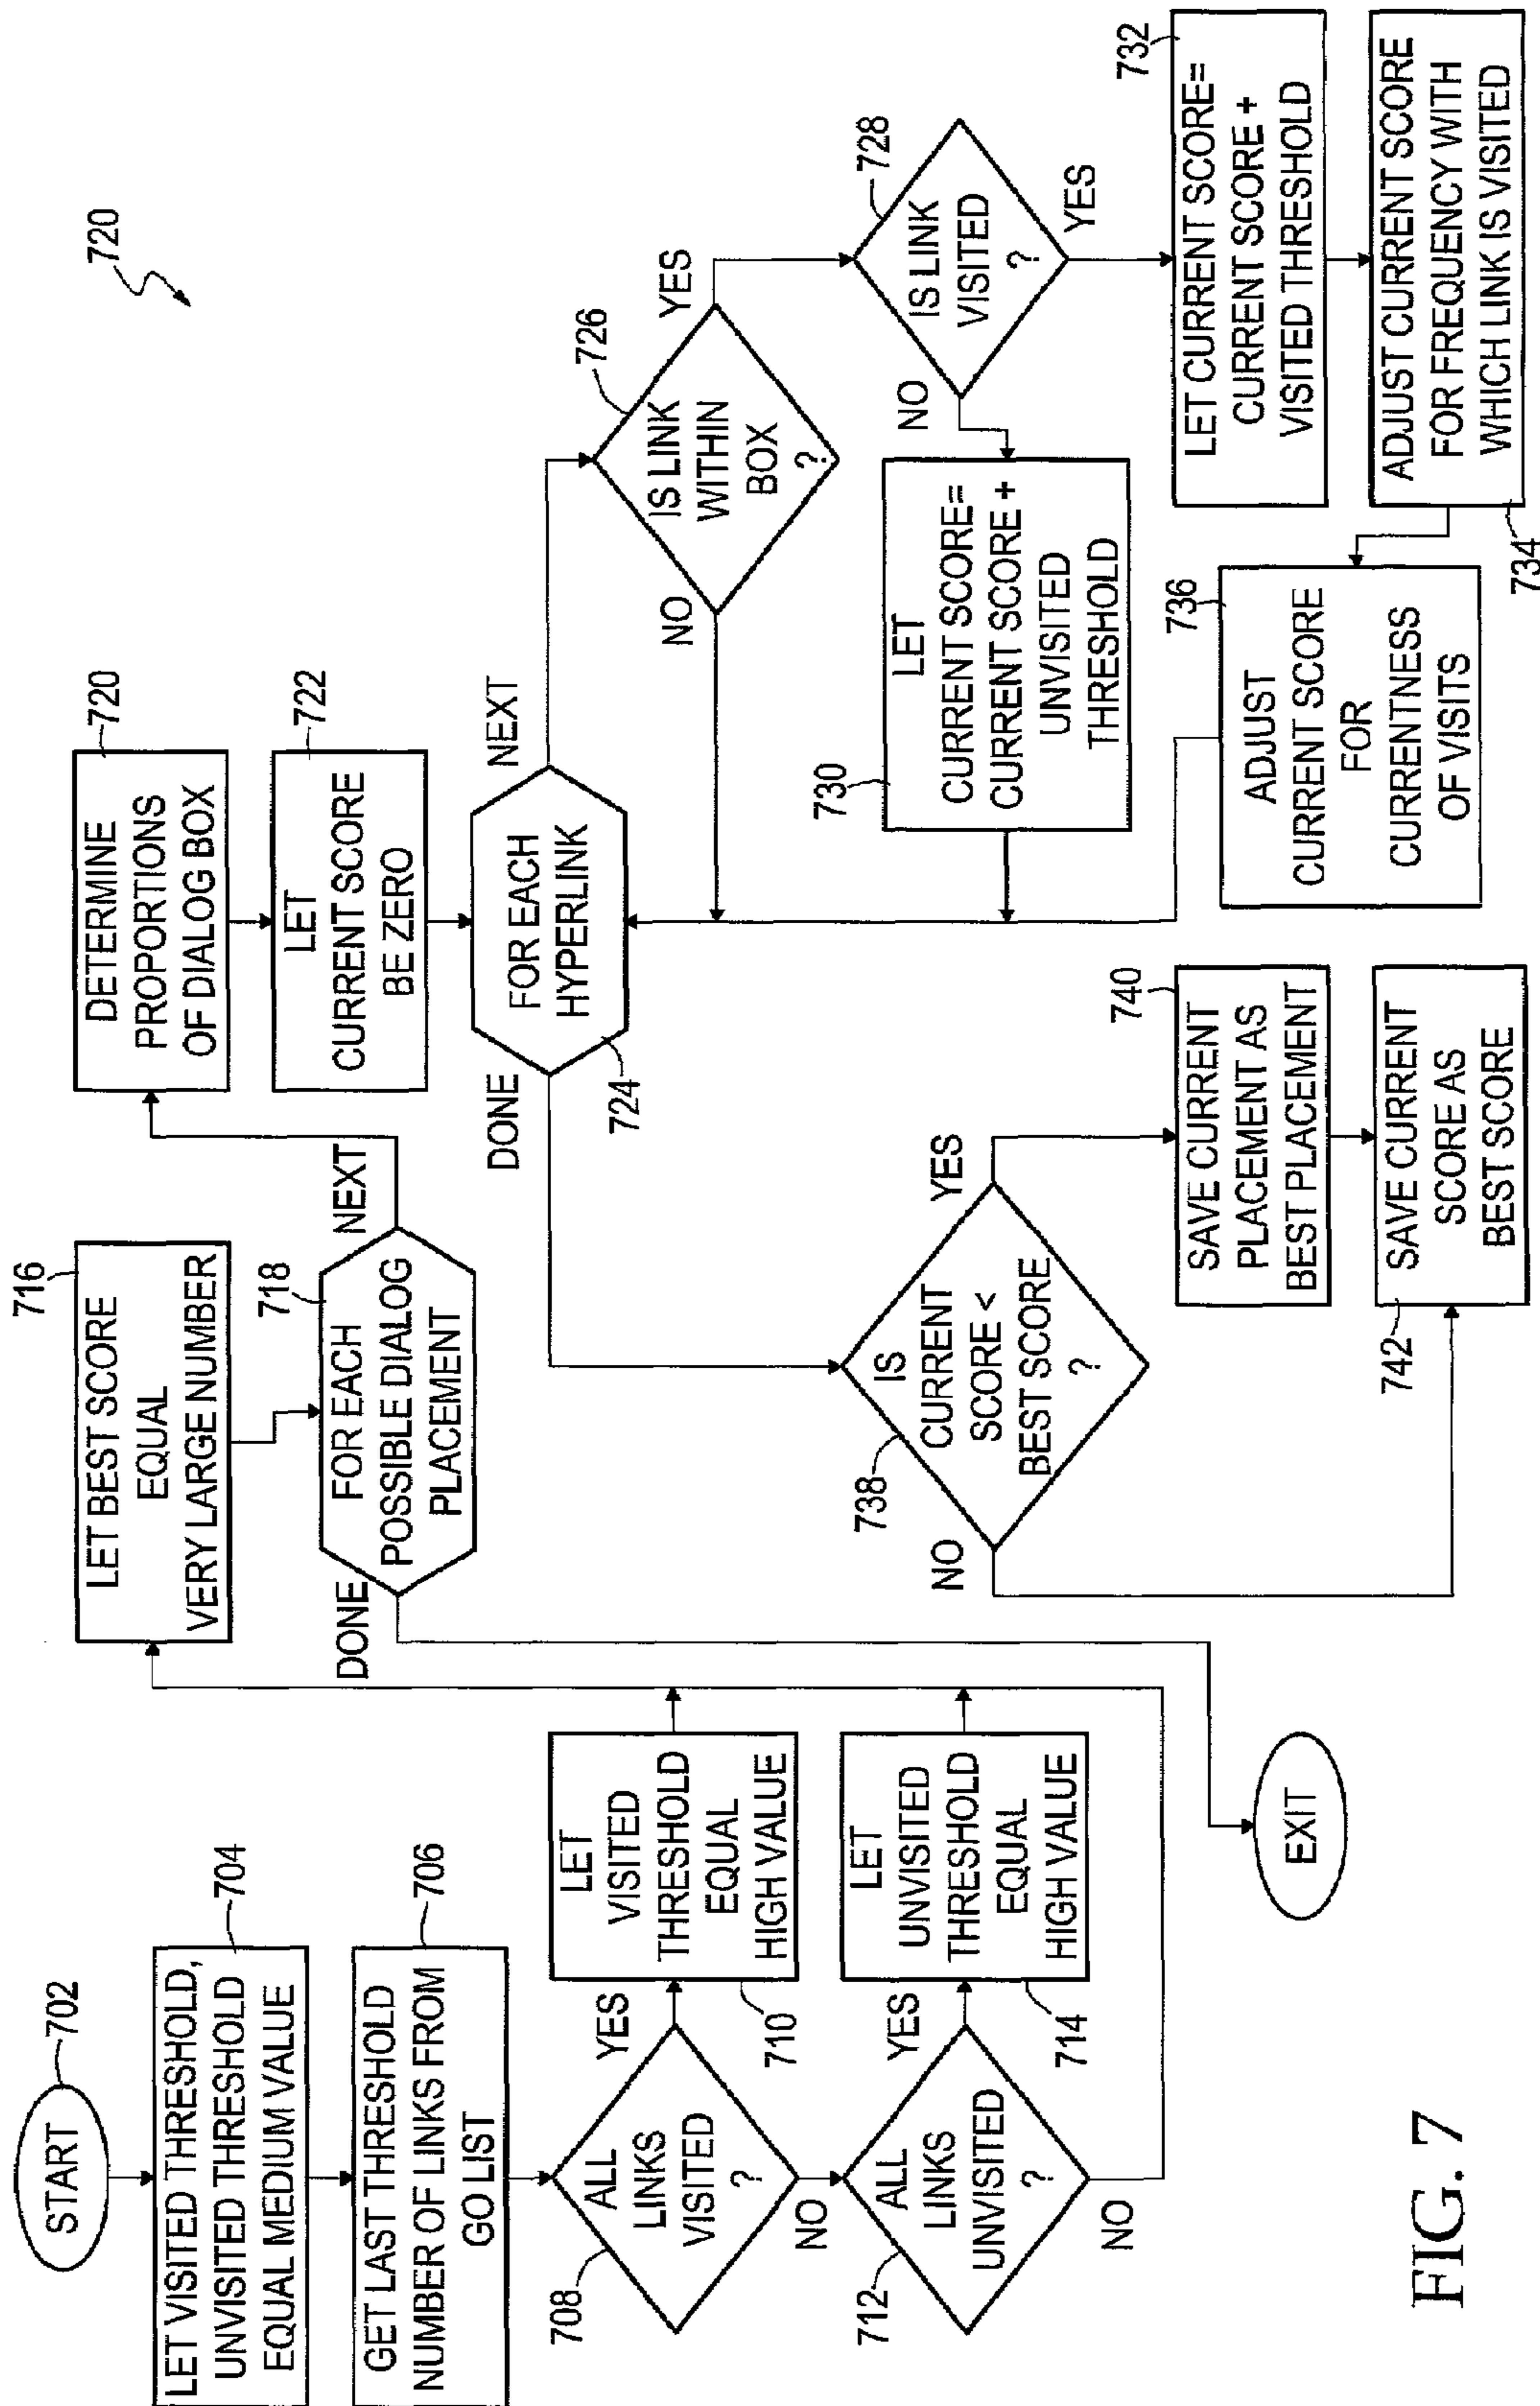 720
START
702
LET VISITED THRESHOLD,
UNVISITED THRESHOLD
EQUAL MEDIUM VALUE
704
GET LAST THRESHOLD
NUMBER OF LINKS FROM
GO LIST
706
ALL
LINKS
VISITED
?
708
YES
NO
LET
VISITED
THRESHOLD
EQUAL
HIGH VALUE
710
ALL
LINKS
UNVISITED
?
712
YES
NO
LET
UNVISITED
THRESHOLD
EQUAL
HIGH VALUE
714
716
LET BEST SCORE
EQUAL
VERY LARGE NUMBER
718
FOR EACH
POSSIBLE DIALOG
PLACEMENT
DONE
NEXT
EXIT
720
DETERMINE
PROPORTIONS
OF DIALOG BOX
722
LET
CURRENT SCORE
BE ZERO
FOR EACH
HYPERLINK
724
DONE
NEXT
726
IS LINK
WITHIN
BOX
?
NO
YES
728
IS LINK
VISITED
?
NO
YES
730
LET
CURRENT SCORE=
CURRENT SCORE +
UNVISITED
THRESHOLD
732
LET CURRENT SCORE=
CURRENT SCORE +
VISITED THRESHOLD
ADJUST CURRENT SCORE
FOR FREQUENCY WITH
WHICH LINK IS VISITED
734
736
ADJUST
CURRENT SCORE
FOR
CURRENTNESS
OF VISITS
IS
CURRENT
SCORE <
BEST SCORE
?
738
NO
YES
740
SAVE CURRENT
PLACEMENT AS
BEST PLACEMENT
SAVE CURRENT
SCORE AS
BEST SCORE
742
FIG. 7